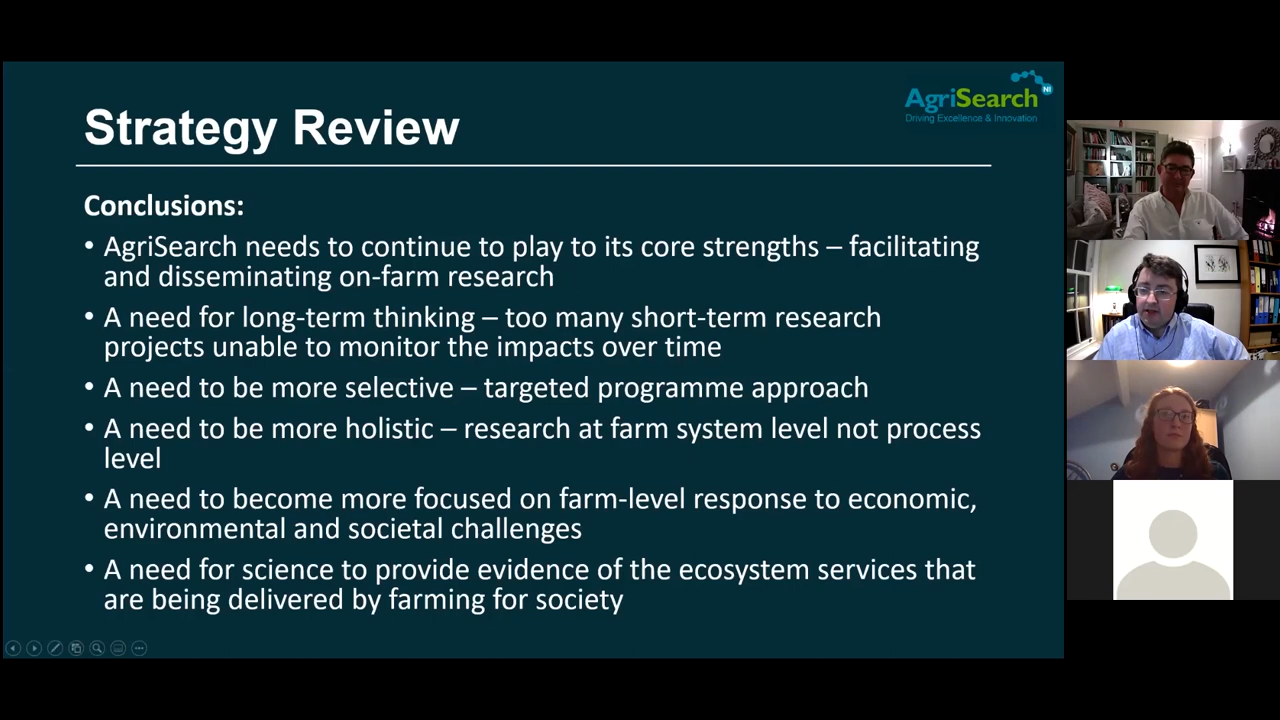 AgriSearch NI
Driving Excellence & Innovation
Strategy Review
Conclusions:
• AgriSearch needs to continue to play to its core strengths – facilitating
and disseminating on-farm research
• A need for long-term thinking – too many short-term research
projects unable to monitor the impacts over time
• A need to be more selective – targeted programme approach
• A need to be more holistic – research at farm system level not process
level
• A need to become more focused on farm-level response to economic,
environmental and societal challenges
• A need for science to provide evidence of the ecosystem services that
are being delivered by farming for society